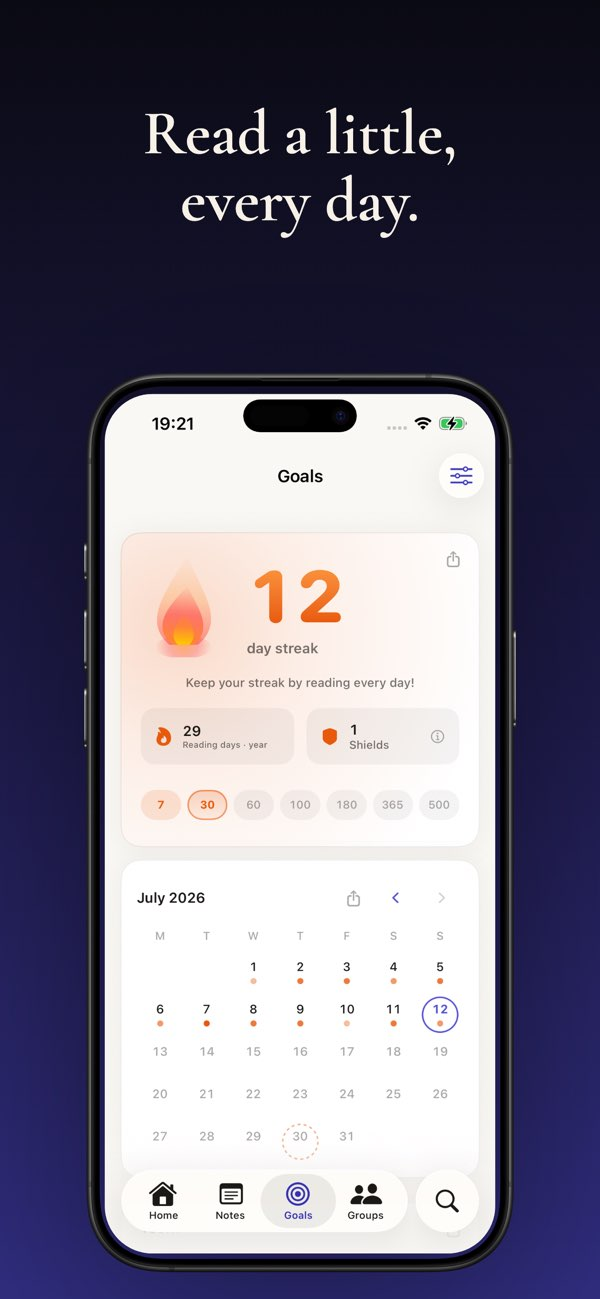 Read a little,
every day.
19:21
Goals
12
day streak
Keep your streak by reading every day!
29
Reading days · year
1
Shields
7 30 60 100 180 365 500
July 2026
M T W T F S S
1 2 3 4 5
6 7 8 9 10 11 12
13 14 15 16 17 18 19
20 21 22 23 24 25 26
27 28 29 30 31
Home Notes Goals Groups